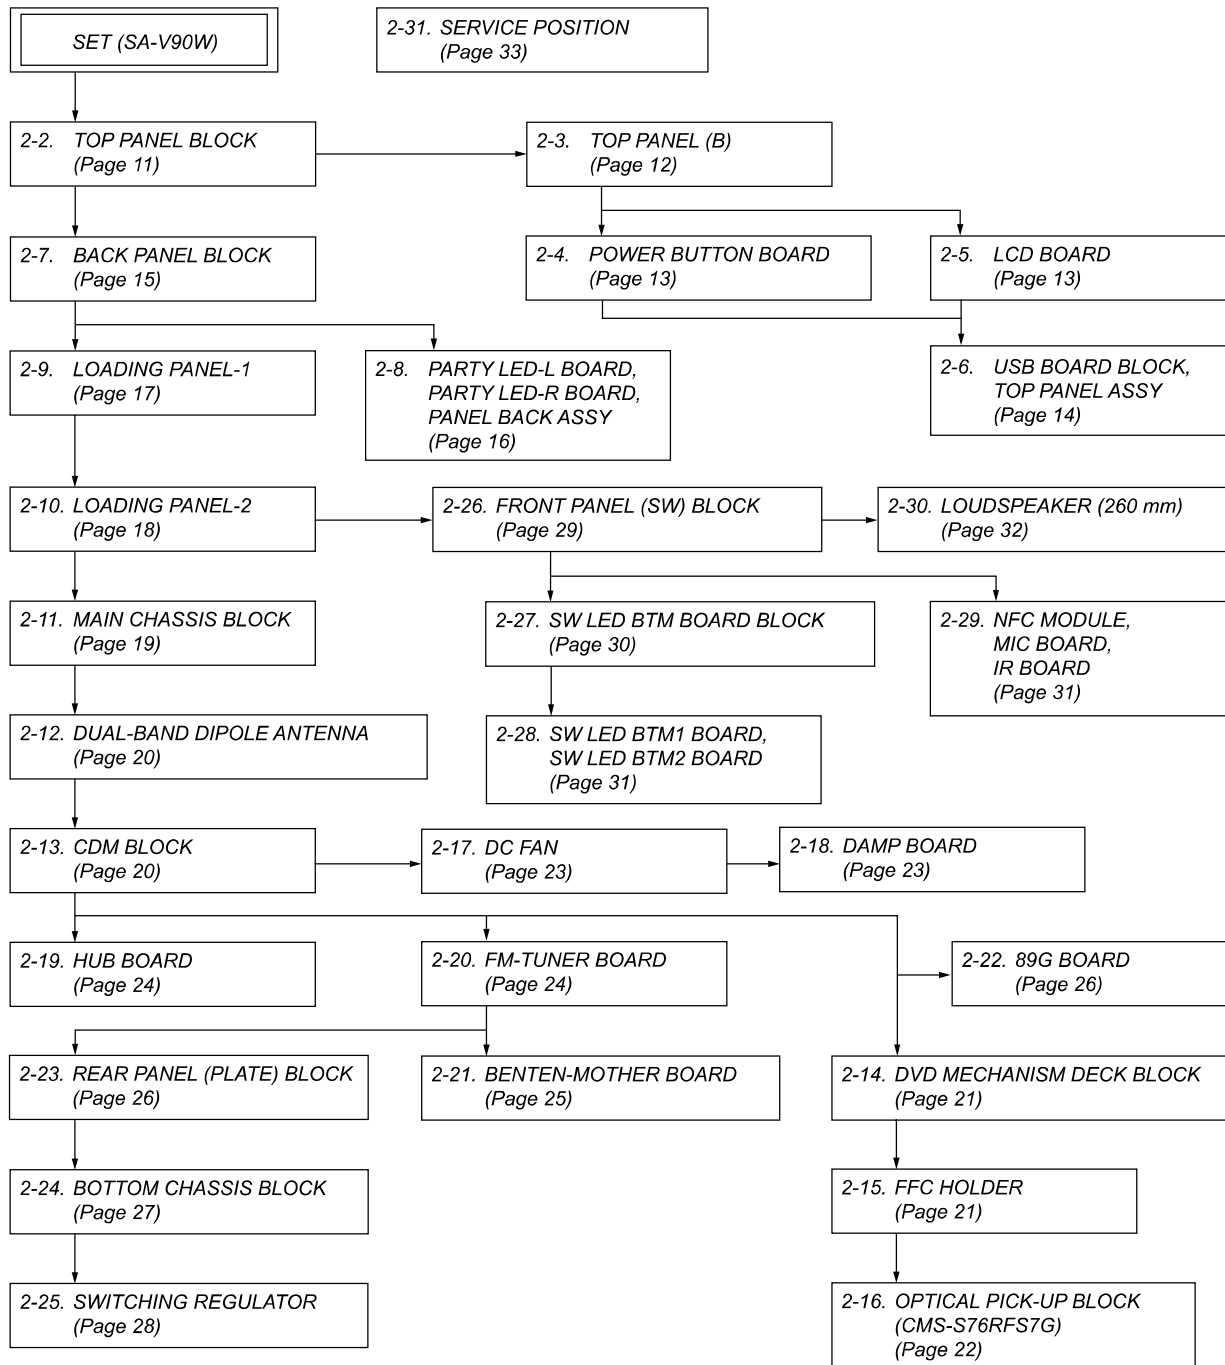 SET (SA-V90W)
2-31. SERVICE POSITION
(Page 33)
2-2. TOP PANEL BLOCK
(Page 11)
2-3. TOP PANEL (B)
(Page 12)
2-7. BACK PANEL BLOCK
(Page 15)
2-4. POWER BUTTON BOARD
(Page 13)
2-5. LCD BOARD
(Page 13)
2-9. LOADING PANEL-1
(Page 17)
2-8. PARTY LED-L BOARD,
PARTY LED-R BOARD,
PANEL BACK ASSY
(Page 16)
2-6. USB BOARD BLOCK,
TOP PANEL ASSY
(Page 14)
2-10. LOADING PANEL-2
(Page 18)
2-26. FRONT PANEL (SW) BLOCK
(Page 29)
2-30. LOUDSPEAKER (260 mm)
(Page 32)
2-11. MAIN CHASSIS BLOCK
(Page 19)
2-27. SW LED BTM BOARD BLOCK
(Page 30)
2-29. NFC MODULE,
MIC BOARD,
IR BOARD
(Page 31)
2-12. DUAL-BAND DIPOLE ANTENNA
(Page 20)
2-28. SW LED BTM1 BOARD,
SW LED BTM2 BOARD
(Page 31)
2-13. CDM BLOCK
(Page 20)
2-17. DC FAN
(Page 23)
2-18. DAMP BOARD
(Page 23)
2-19. HUB BOARD
(Page 24)
2-20. FM-TUNER BOARD
(Page 24)
2-22. 89G BOARD
(Page 26)
2-23. REAR PANEL (PLATE) BLOCK
(Page 26)
2-21. BENTEN-MOTHER BOARD
(Page 25)
2-14. DVD MECHANISM DECK BLOCK
(Page 21)
2-24. BOTTOM CHASSIS BLOCK
(Page 27)
2-15. FFC HOLDER
(Page 21)
2-25. SWITCHING REGULATOR
(Page 28)
2-16. OPTICAL PICK-UP BLOCK
(CMS-S76RFS7G)
(Page 22)